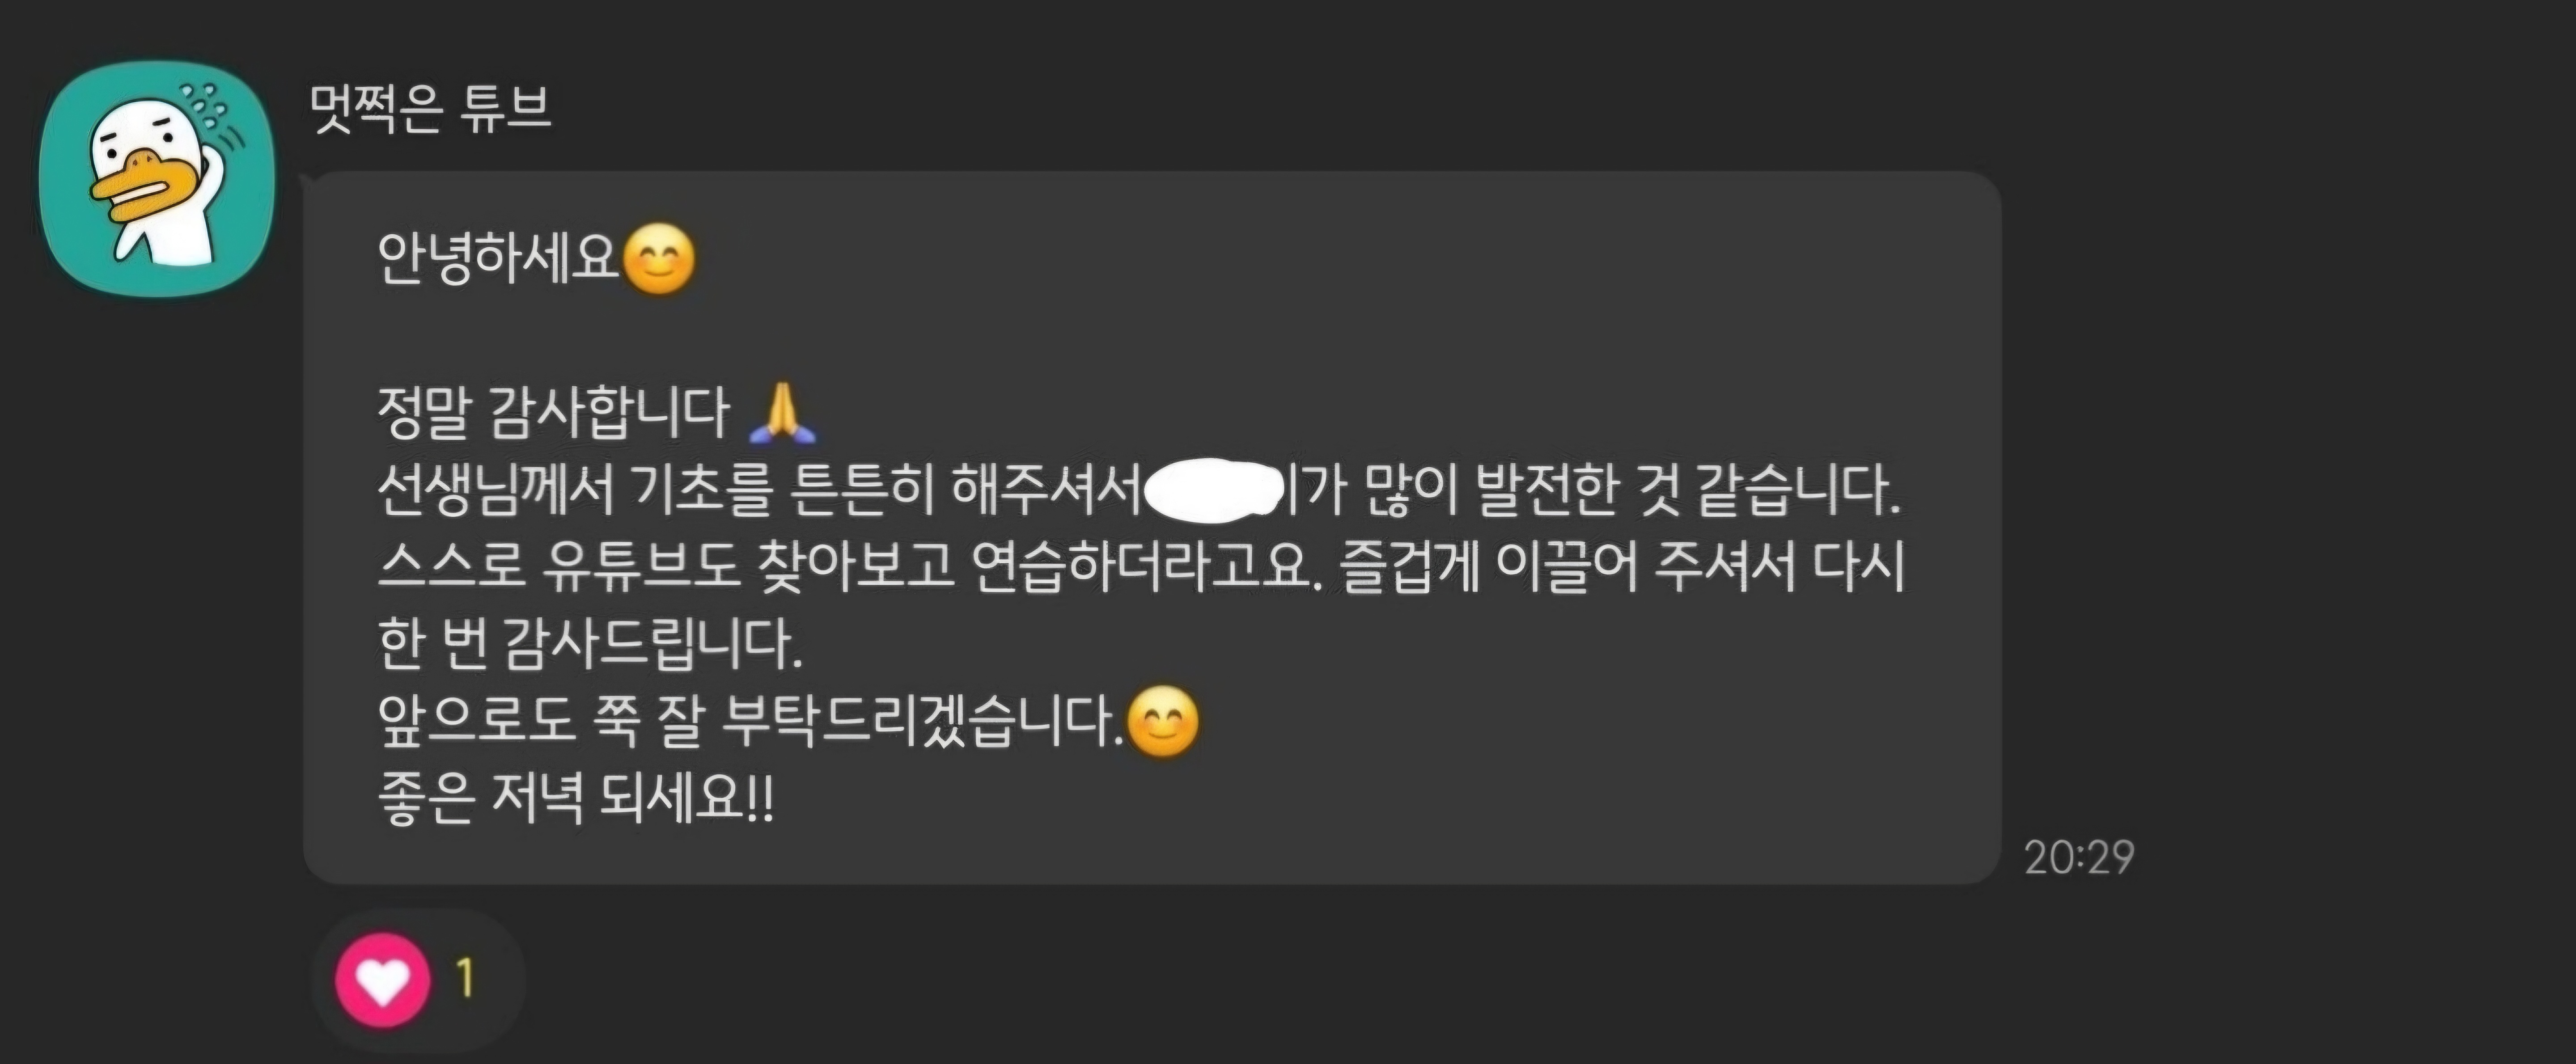 멋쩍은 튜브
안녕하세요😊
정말 감사합니다 🙏
선생님께서 기초를 튼튼히 해주셔서 이가 많이 발전한 것 같습니다.
스스로 유튜브도 찾아보고 연습하더라고요. 즐겁게 이끌어 주셔서 다시
한 번 감사드립니다.
앞으로도 쭉 잘 부탁드리겠습니다.😊
좋은 저녁 되세요!!
20:29
1